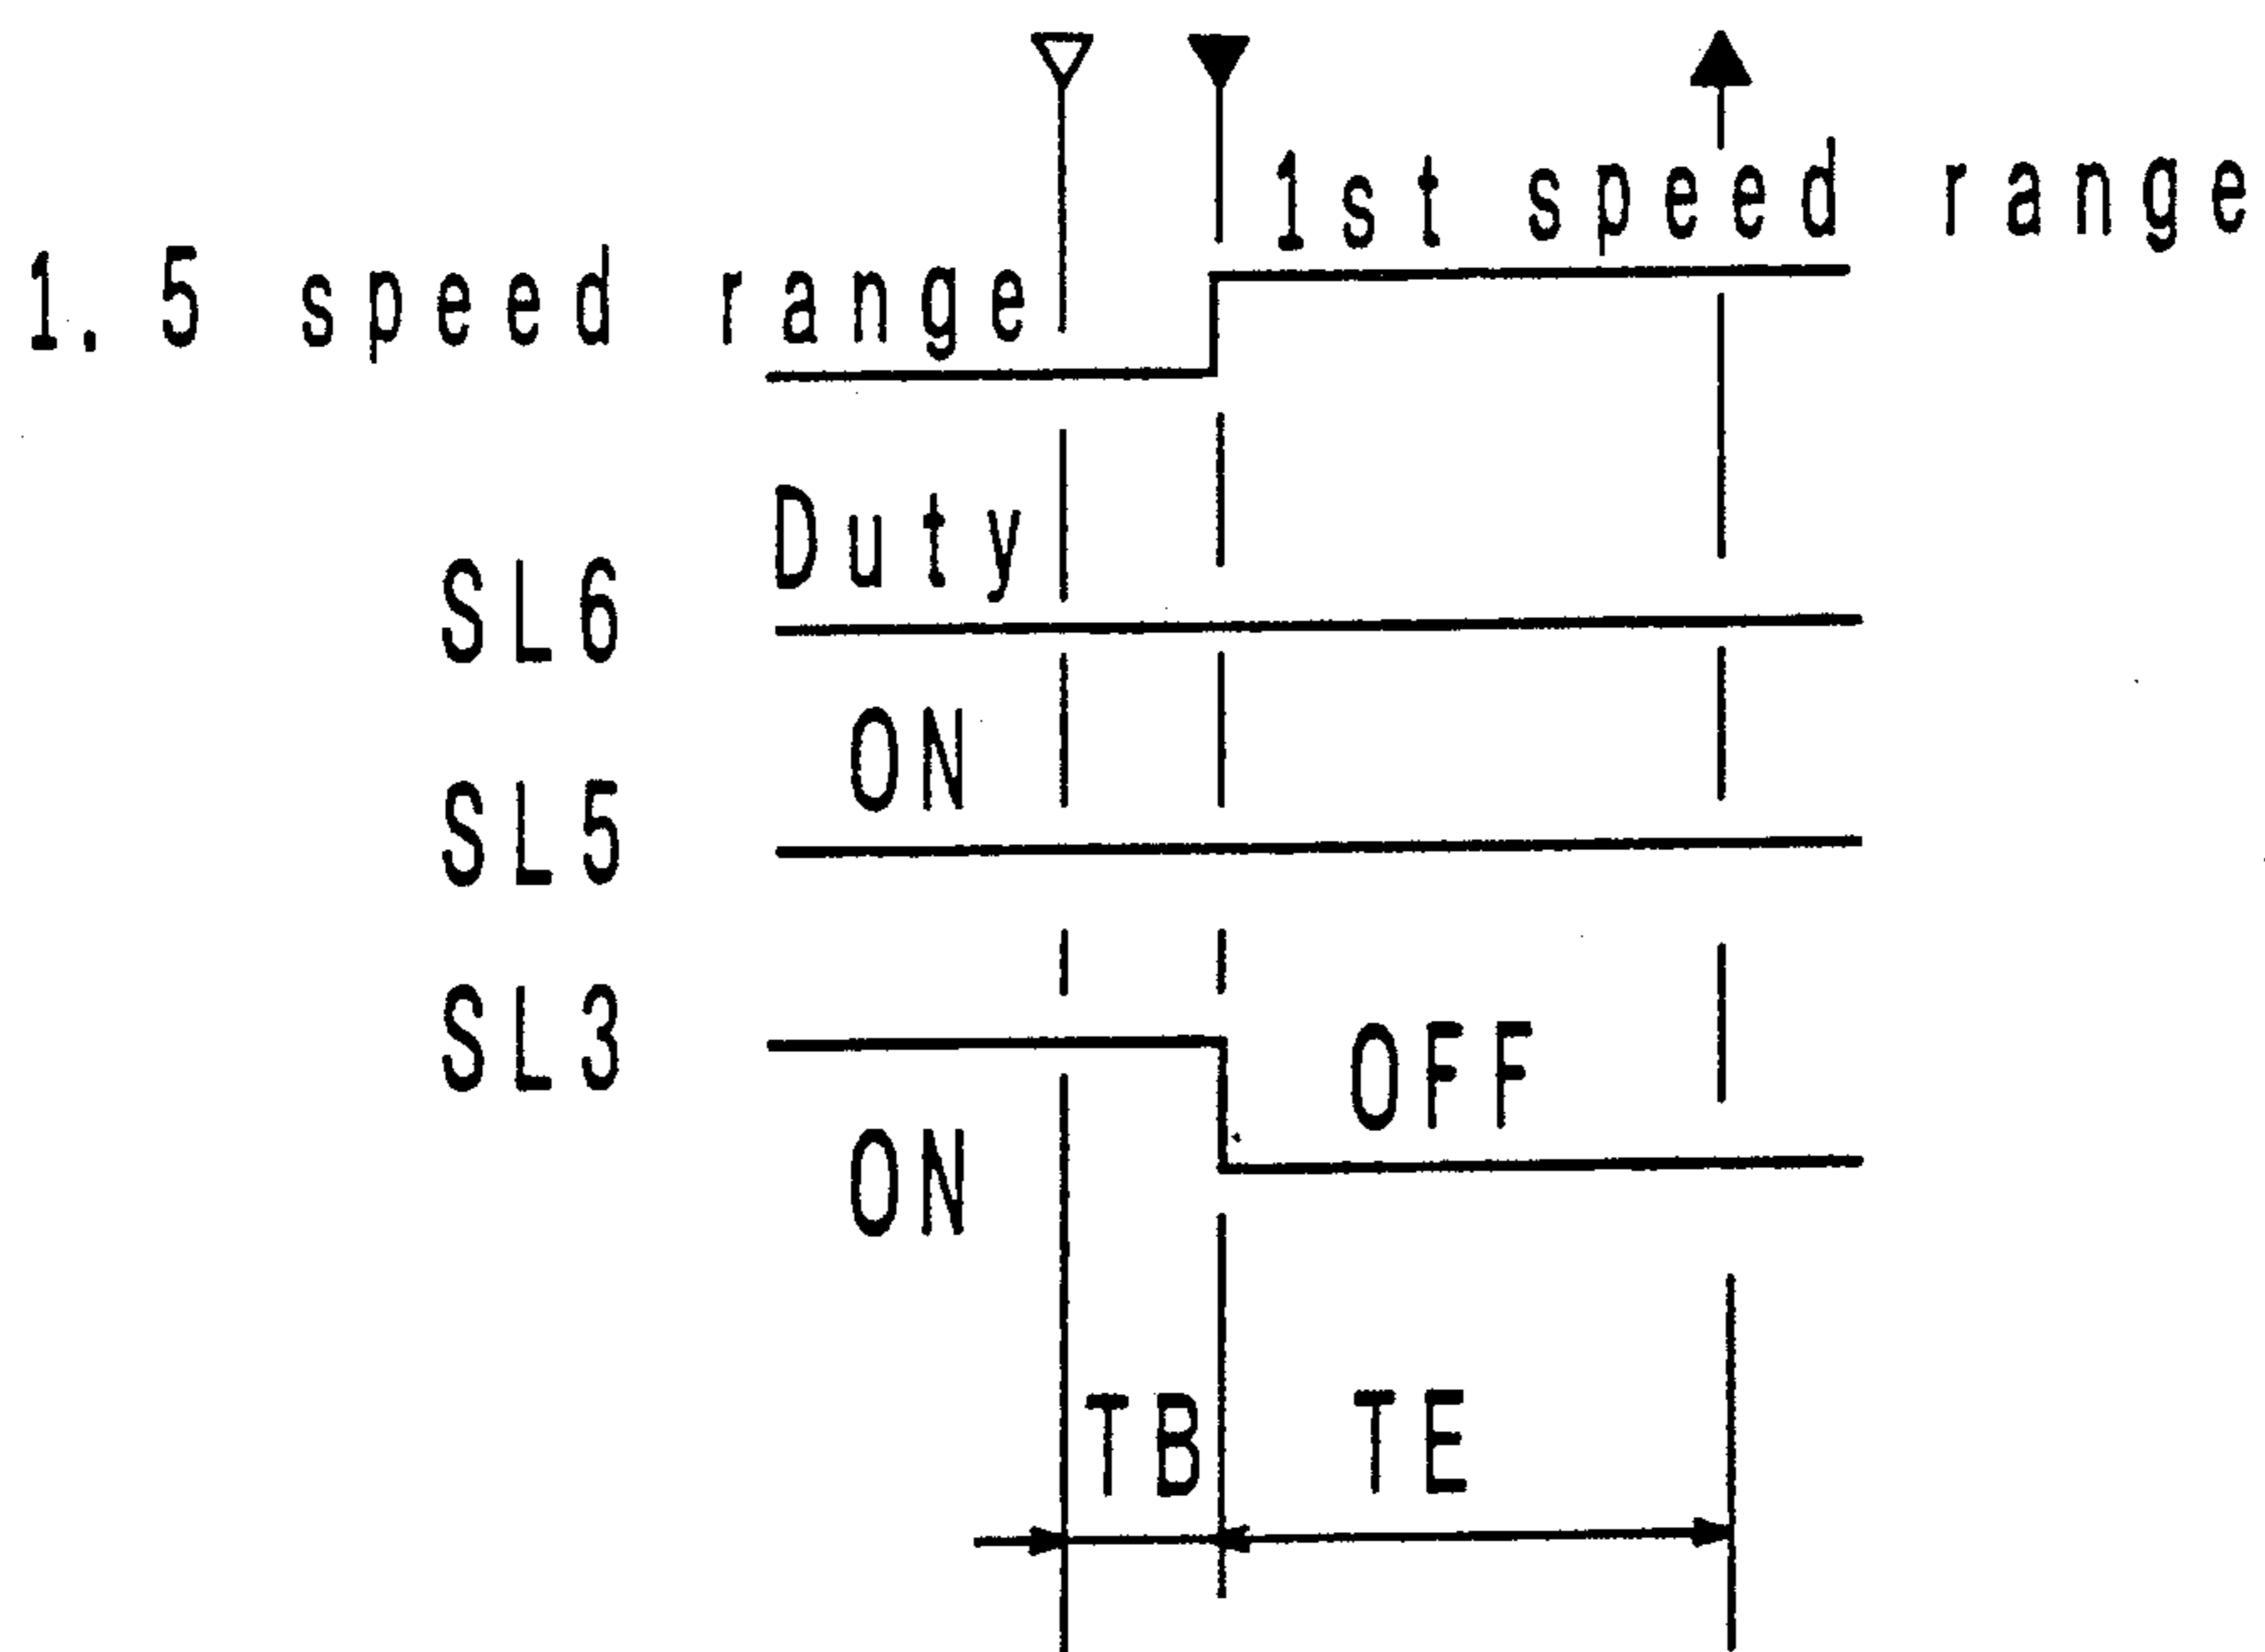 1st speed range
1.5 speed range
Duty
SL6
ON
SL5
SL3
OFF
ON
TB TE